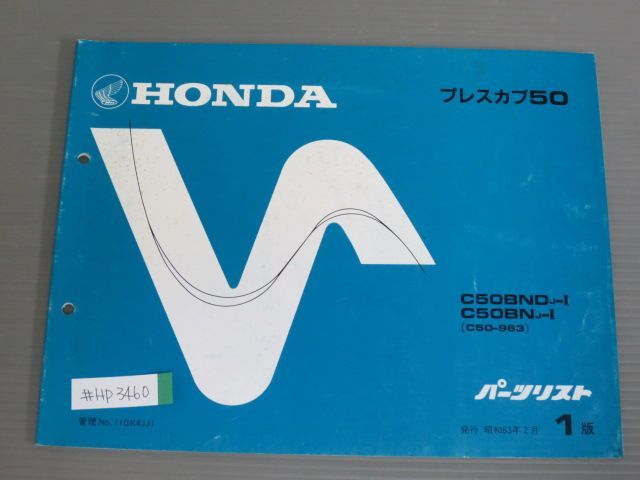 HONDA
プレスカブ50
C50BNDJ-I
C50BNJ-I
〔C50-963〕
#HP3460
パーツリスト
管理No. 110K4JJ1
発行 昭和63年2月 1版